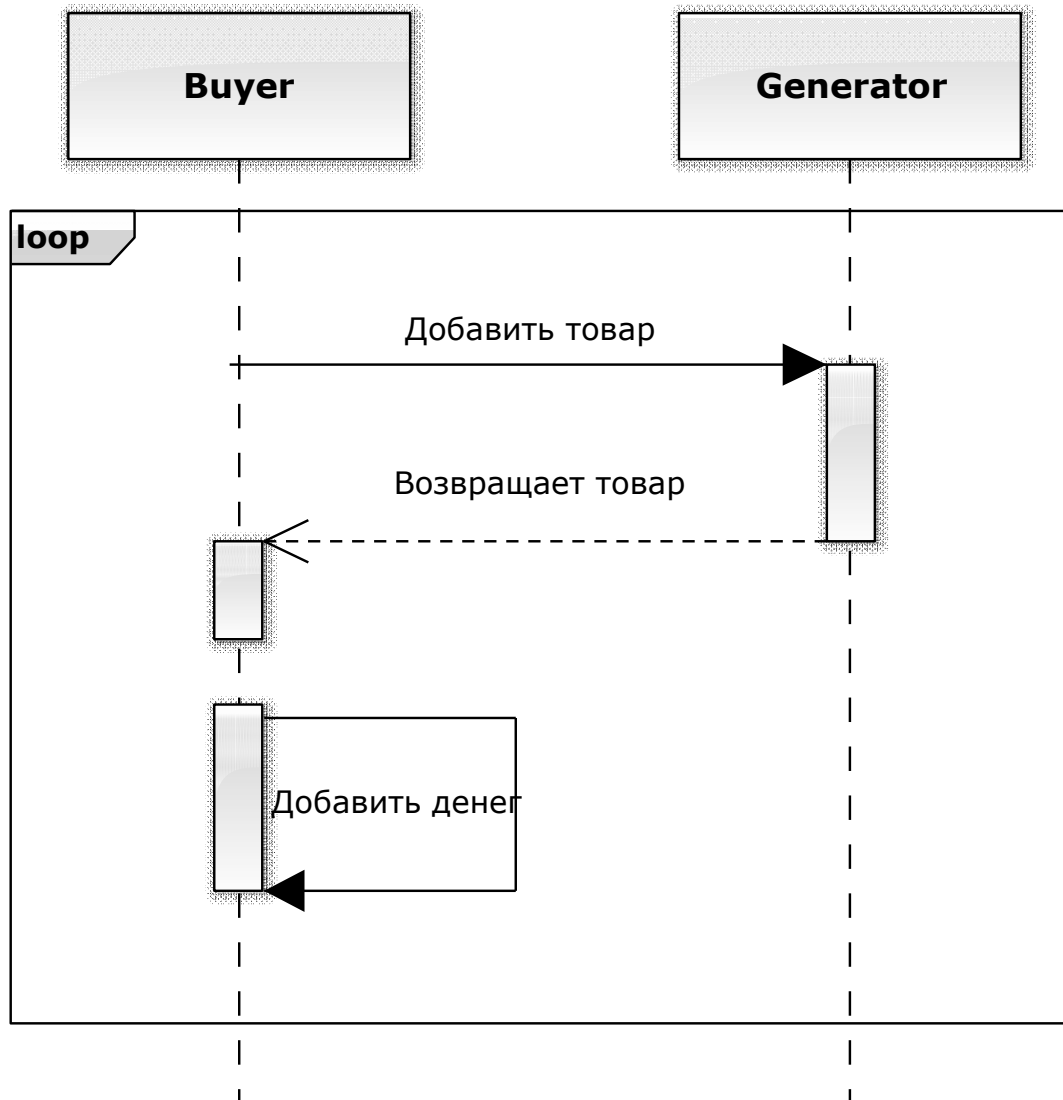 Buyer
Generator
loop
Добавить товар
Возвращает товар
Добавить денег